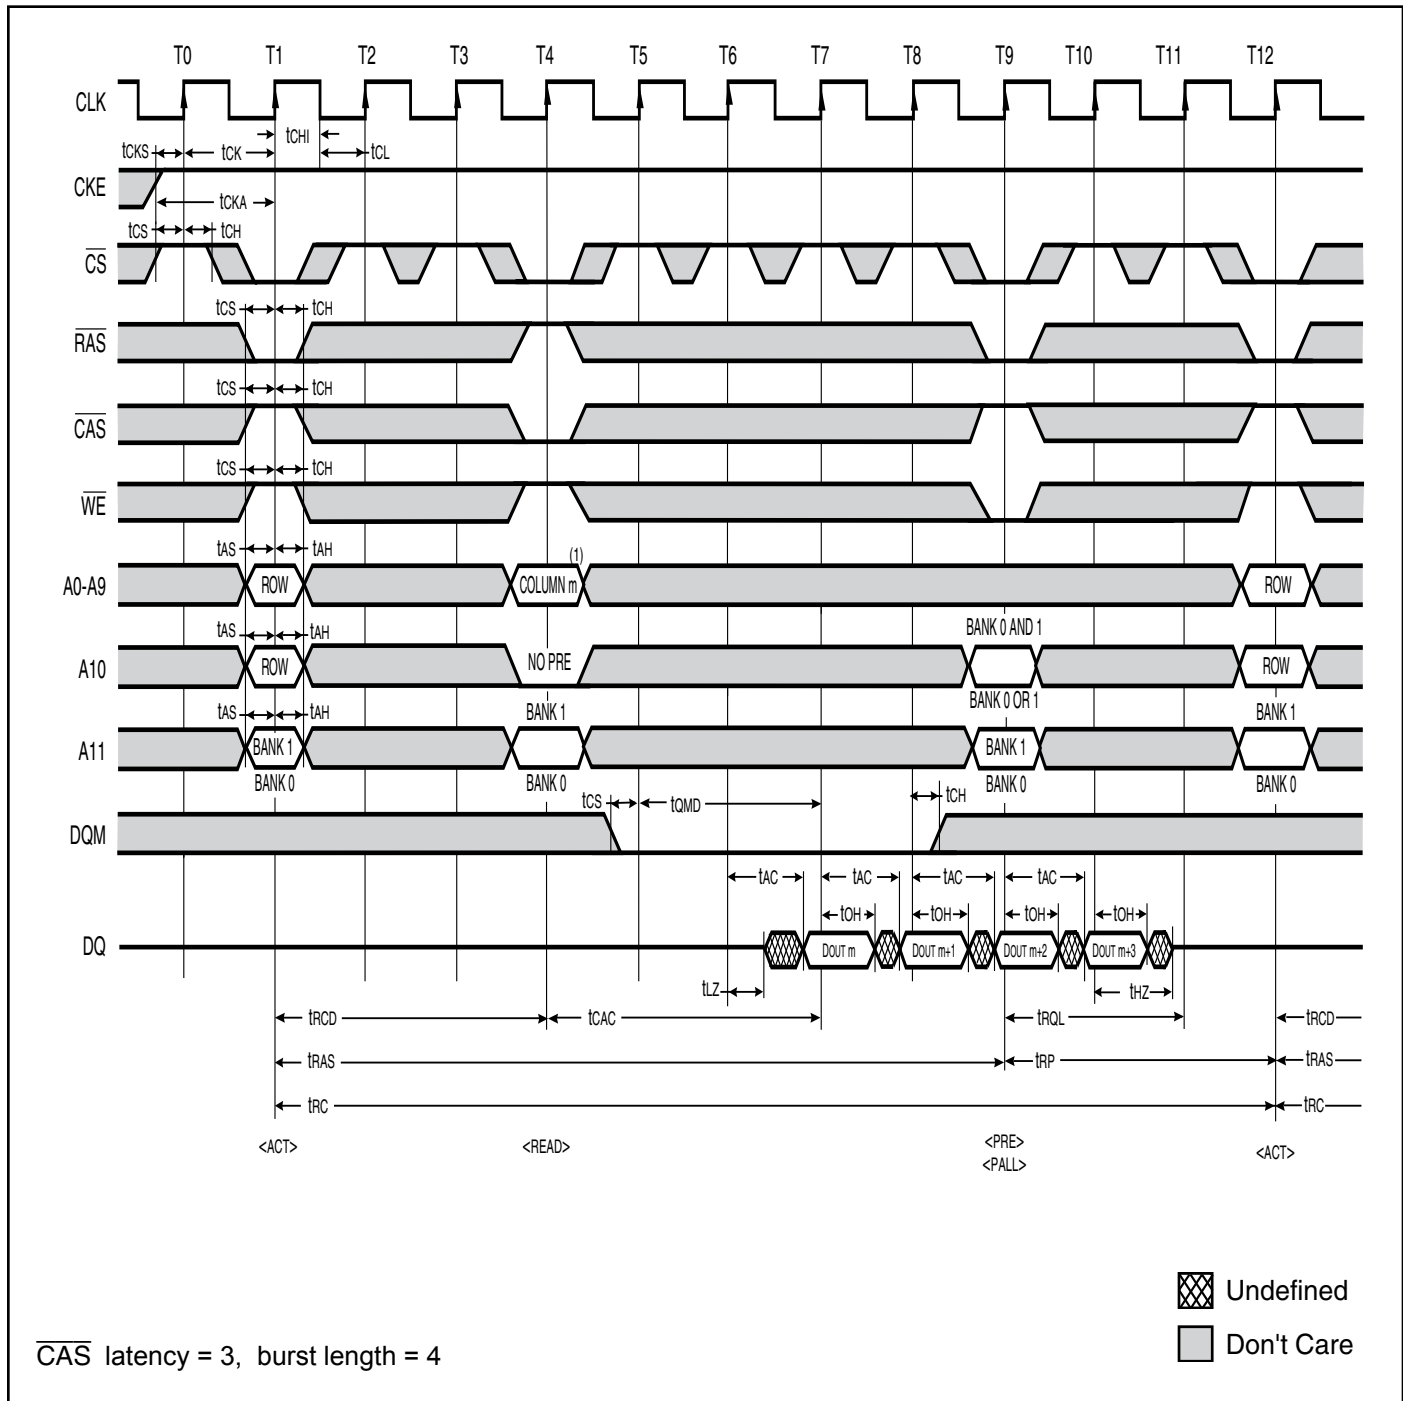 T0 T1 T2 T3 T4 T5 T6 T7 T8 T9 T10 T11 T12
CLK
tCHI
tCKS tCK tCL
CKE
tCKA
tCS tCH
CS
tCS tCH
RAS
tCS tCH
CAS
tCS tCH
WE
tAS tAH (1)
A0-A9 ROW COLUMN m ROW
tAS tAH BANK 0 AND 1
A10 ROW NO PRE ROW
BANK 0 OR 1
tAS tAH BANK 1 BANK 1
A11 BANK 1 BANK 1
BANK 0 BANK 0 BANK 0 BANK 0
tCS tQMD tCH
DQM
tAC tAC tAC tAC
tOH tOH tOH tOH
DQ DOUT m DOUT m+1 DOUT m+2 DOUT m+3
tLZ tHZ
tRCD tCAC tRQL tRCD
tRAS tRP tRAS
tRC tRC
<ACT> <READ> <PRE> <ACT>
<PALL>
Undefined
Don't Care
CAS latency = 3, burst length = 4